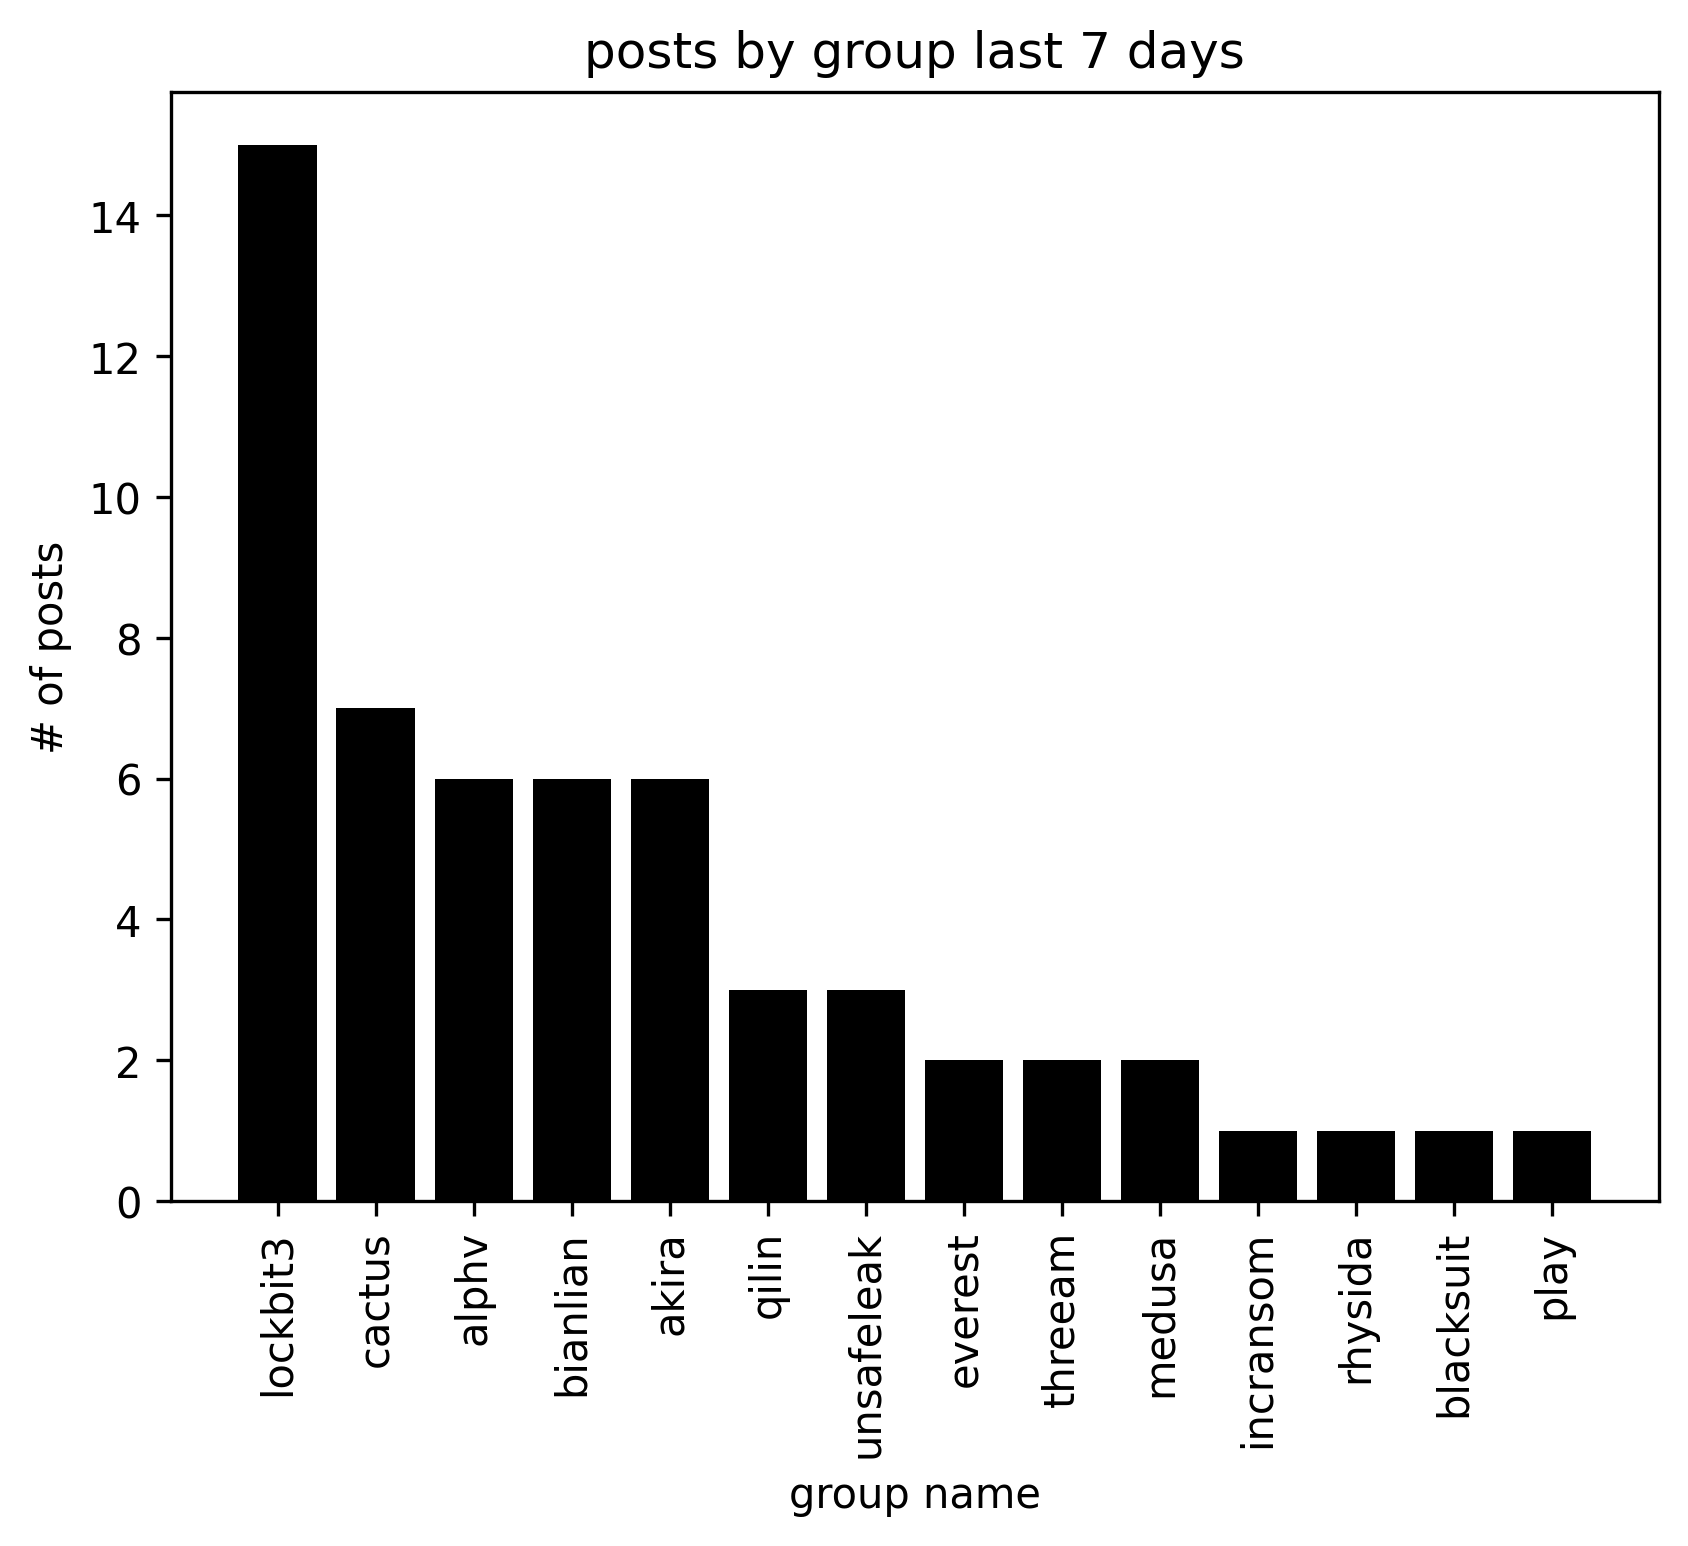 posts by group last 7 days
# of posts
14
12
10
8
6
4
2
0
lockbit3
cactus
alphv
bianlian
akira
qilin
unsafeleak
everest
threeam
medusa
incransom
rhysida
blacksuit
play
group name